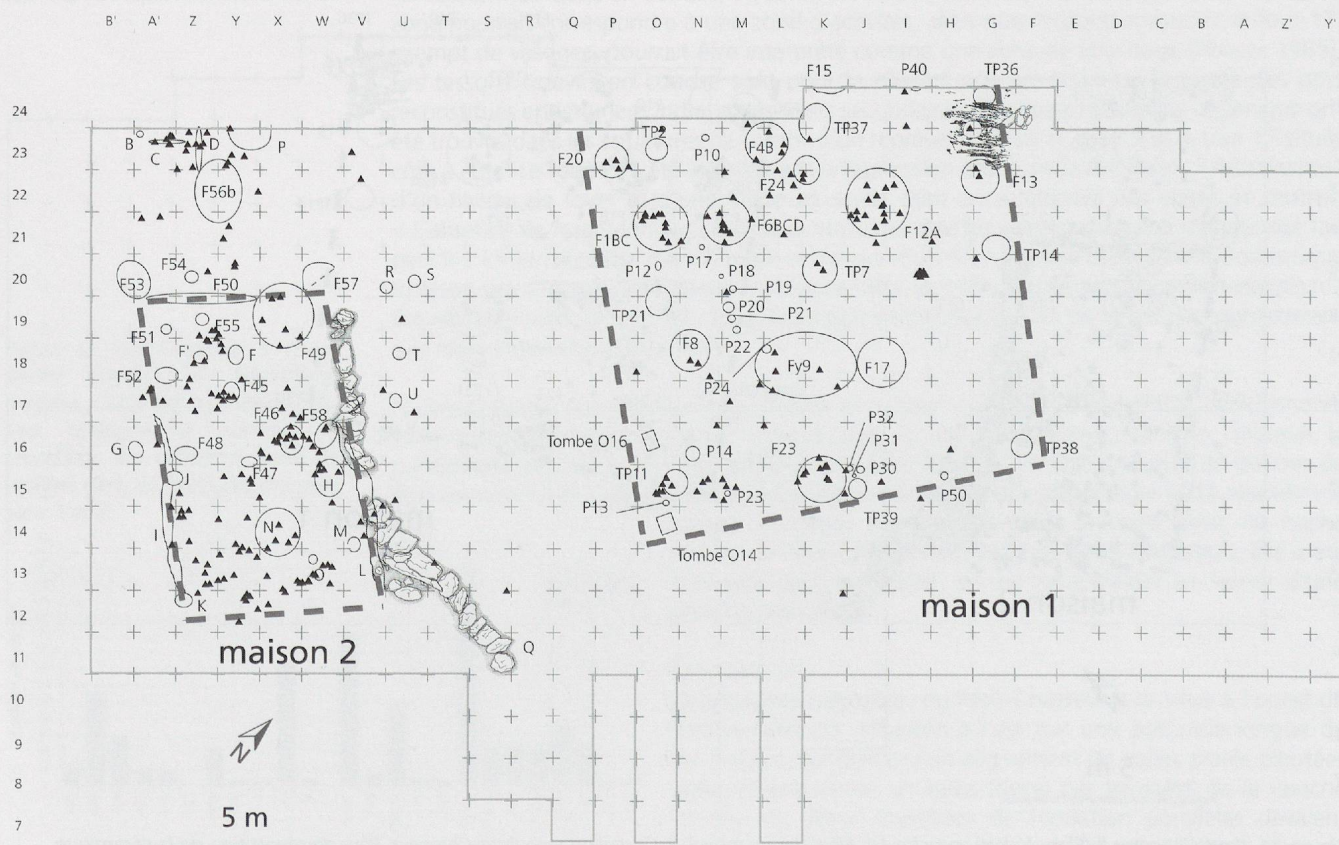 B' A' Z Y X W V U T S R Q P O N M L K J I H G F E D C B A Z' Y'
F15 P40 TP36
24
TP2 TP37
B D P
C
23
F20 P10 F4B
F56b F24 F13
22
F1BC F6BCD F12A
21
P17 TP14
F54 R S P12 P18 TP7
20
F53 F50 F57 P19
TP21 P20 P21
19
F51 F55
F' F F49 T F8 P22 Fy9 F17
18
F52 F45 U P24
17
F46 F58 P32
Tombe O16 P31
16
G F48 P14 F23 TP38
F47 TP11 P30
J H P23 P50
15
P13 TP39
N M
14
I Tombe O14
13
L
K
12
maison 1
maison 2 Q
11
10
N
9
8
5 m
7